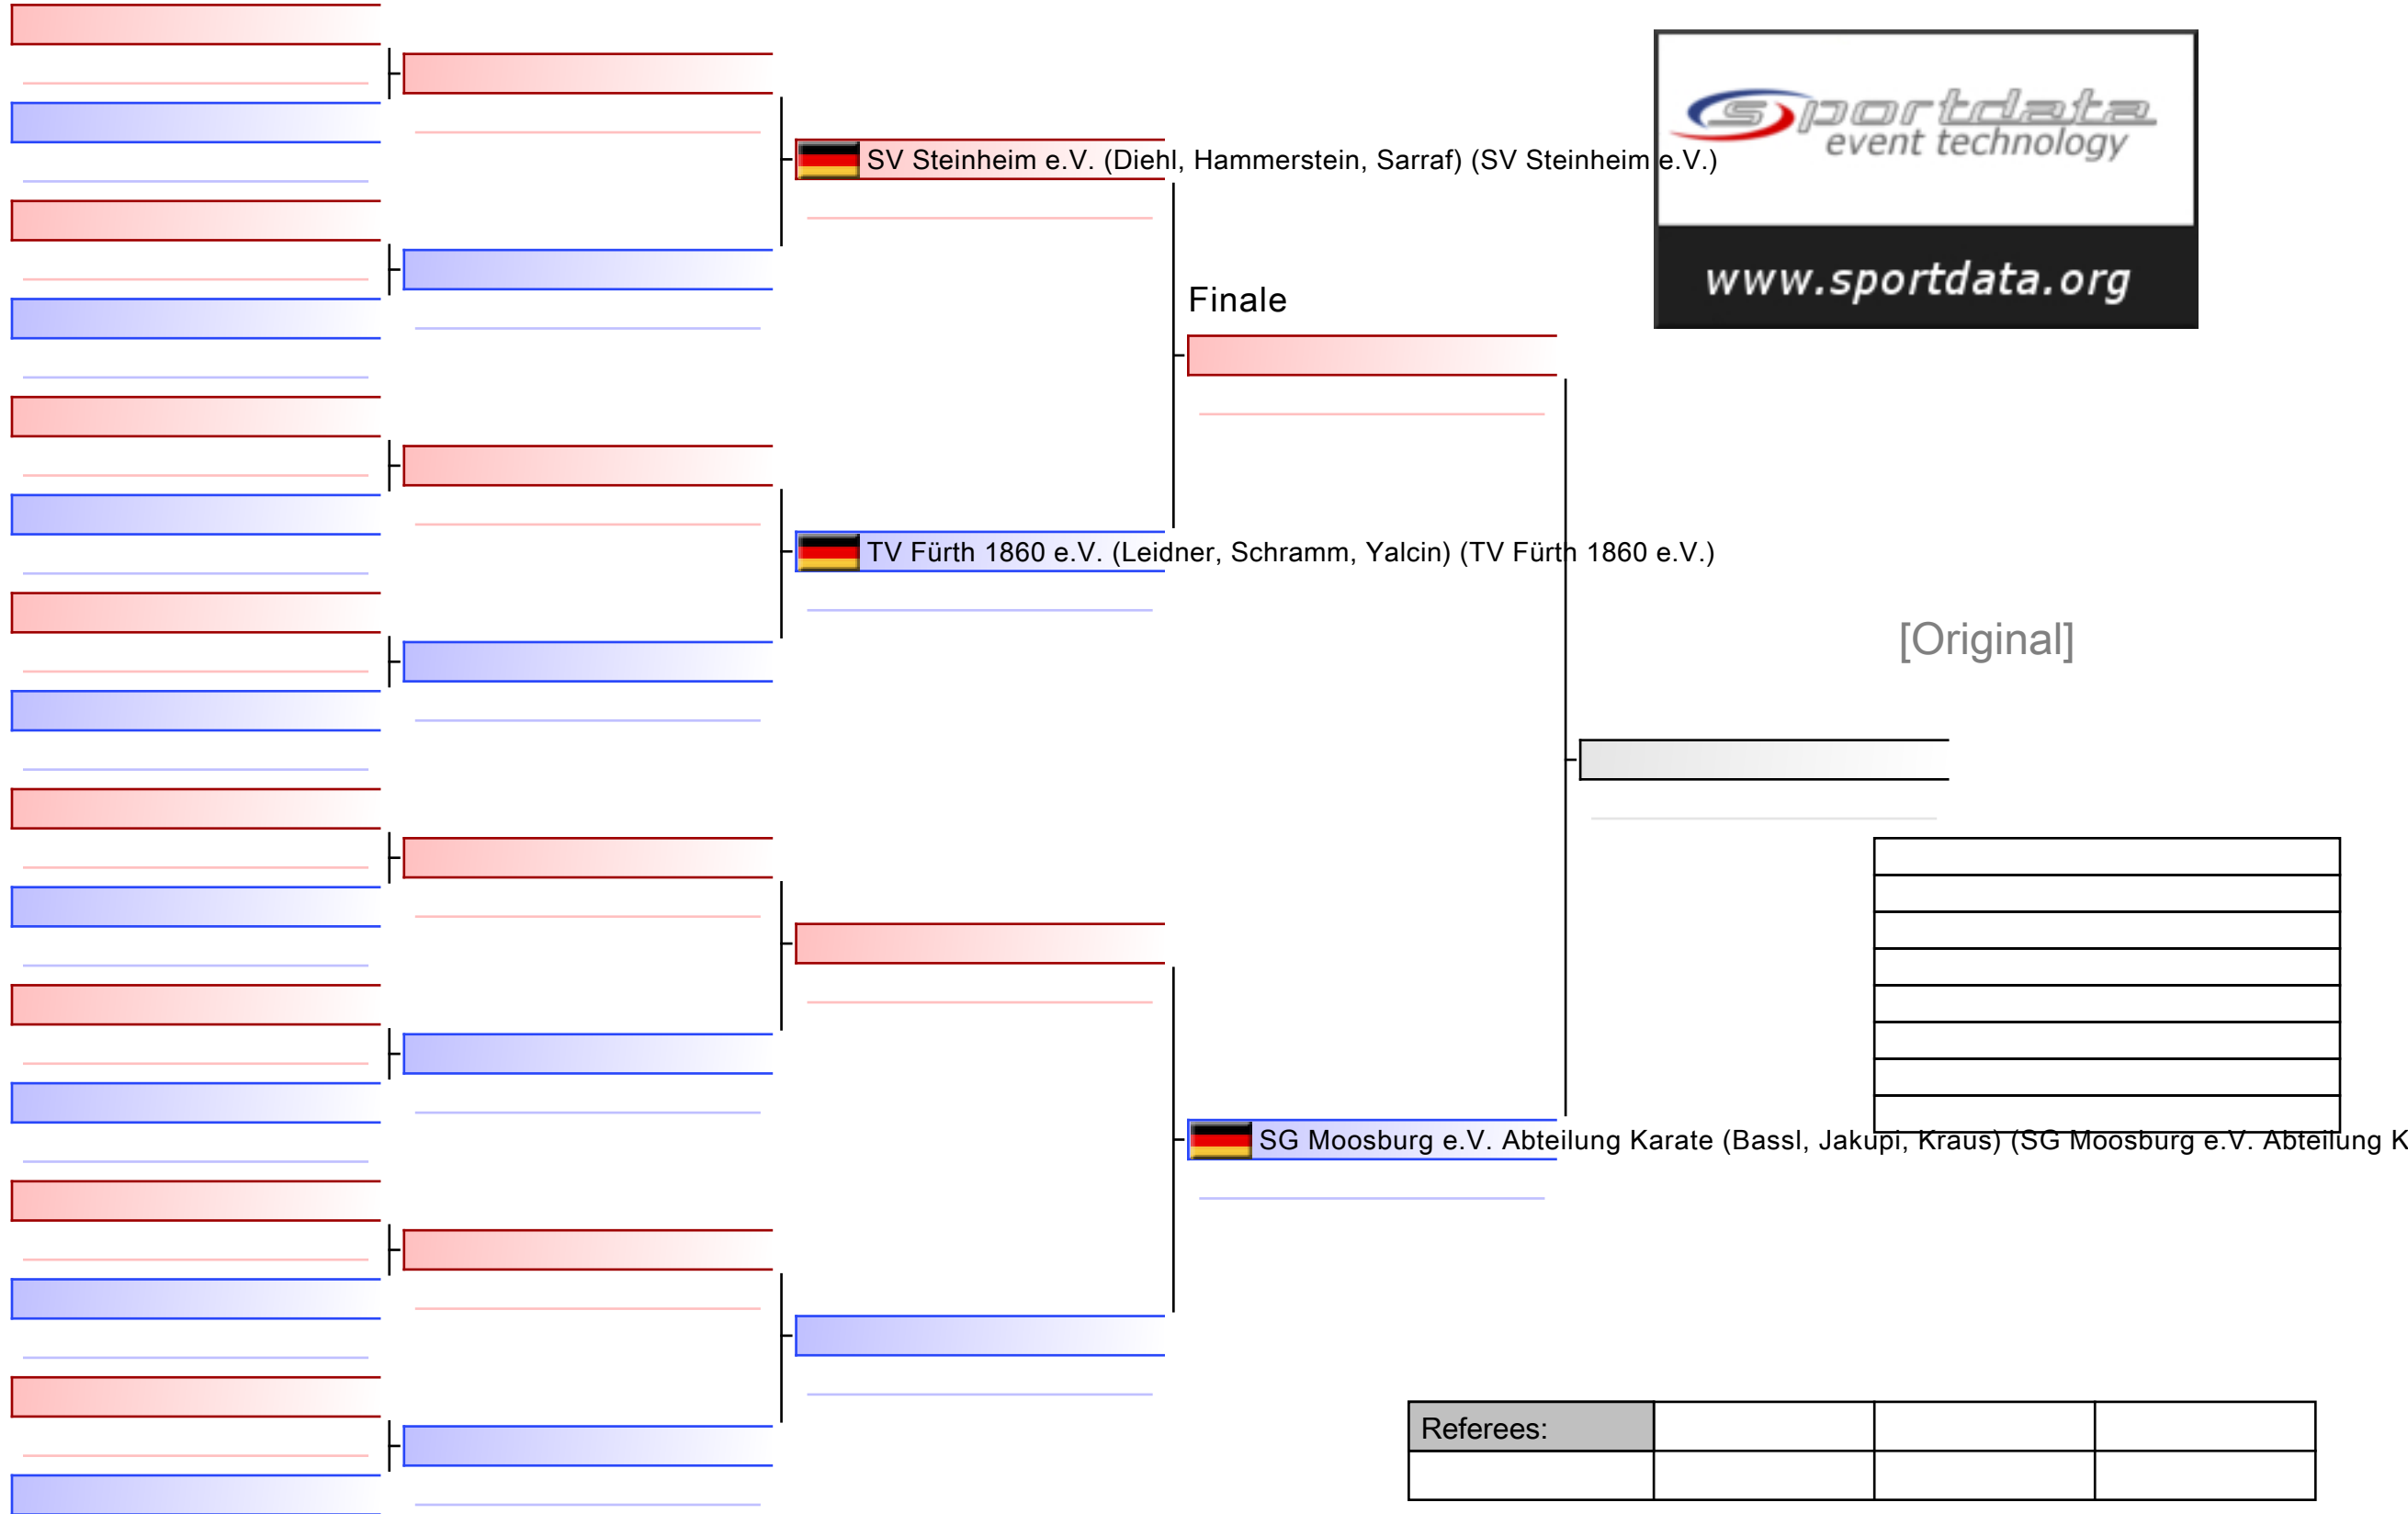 sportdata
event technology
www.sportdata.org
SV Steinheim e.V. (Diehl, Hammerstein, Sarraf) (SV Steinheim e.V.)
Finale
TV Fürth 1860 e.V. (Leidner, Schramm, Yalcin) (TV Fürth 1860 e.V.)
[Original]
SG Moosburg e.V. Abteilung Karate (Bassl, Jakupi, Kraus) (SG Moosburg e.V. Abteilung K
Referees: